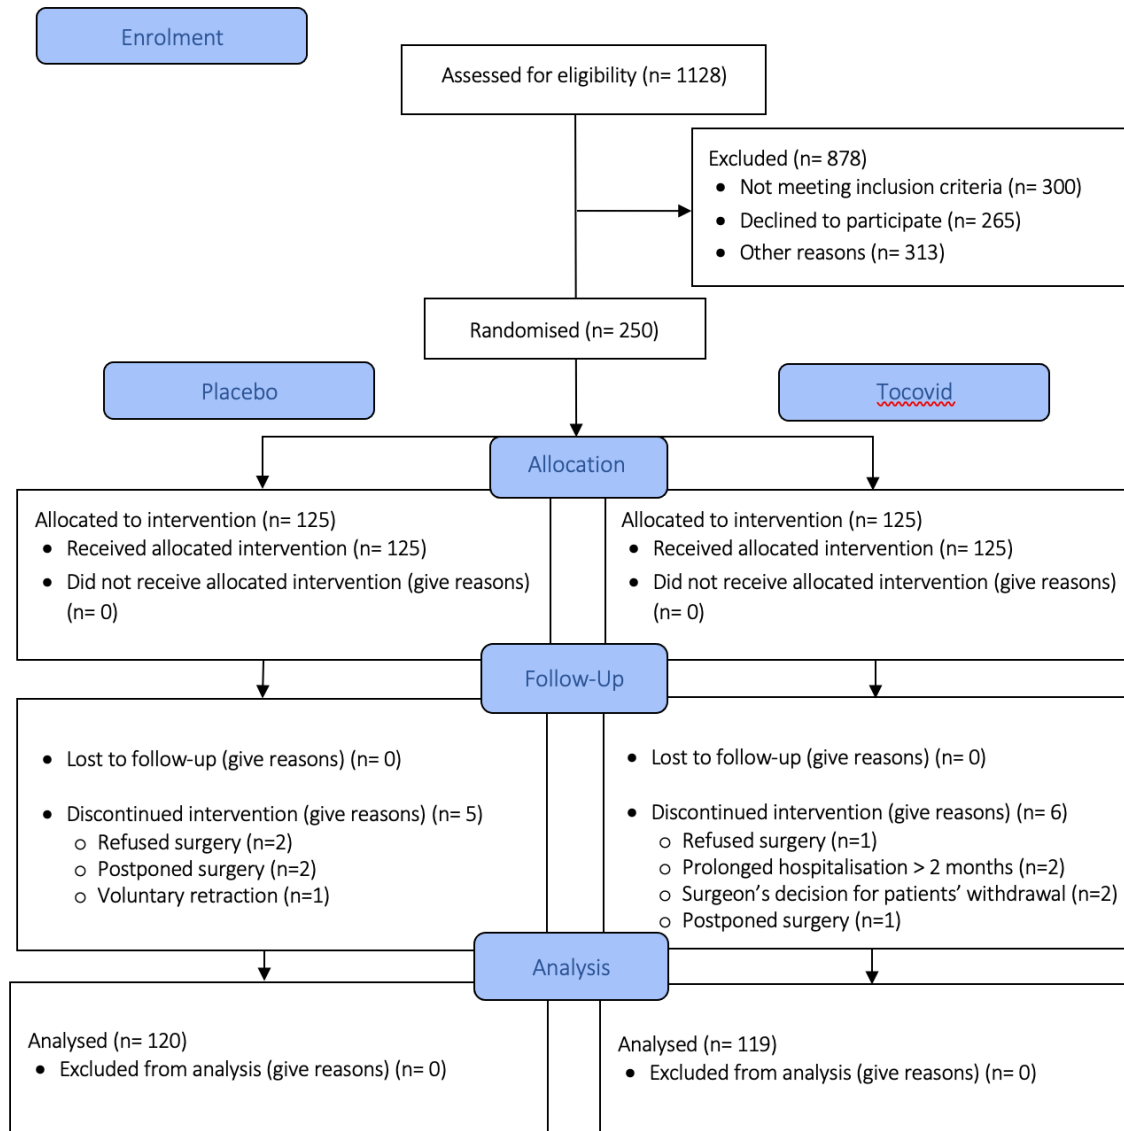 Enrolment
Assessed for eligibility (n= 1128)
Excluded (n= 878)
• Not meeting inclusion criteria (n= 300)
• Declined to participate (n= 265)
• Other reasons (n= 313)
Randomised (n= 250)
Placebo
Tocovid
Allocation
Allocated to intervention (n= 125)
• Received allocated intervention (n= 125)
• Did not receive allocated intervention (give reasons)
(n= 0)
Allocated to intervention (n= 125)
• Received allocated intervention (n= 125)
• Did not receive allocated intervention (give reasons)
(n= 0)
Follow-Up
• Lost to follow-up (give reasons) (n= 0)
• Discontinued intervention (give reasons) (n= 5)
o Refused surgery (n=2)
o Postponed surgery (n=2)
o Voluntary retraction (n=1)
• Lost to follow-up (give reasons) (n= 0)
• Discontinued intervention (give reasons) (n= 6)
o Refused surgery (n=1)
o Prolonged hospitalisation > 2 months (n=2)
o Surgeon’s decision for patients’ withdrawal (n=2)
o Postponed surgery (n=1)
Analysis
Analysed (n= 120)
• Excluded from analysis (give reasons) (n= 0)
Analysed (n= 119)
• Excluded from analysis (give reasons) (n= 0)